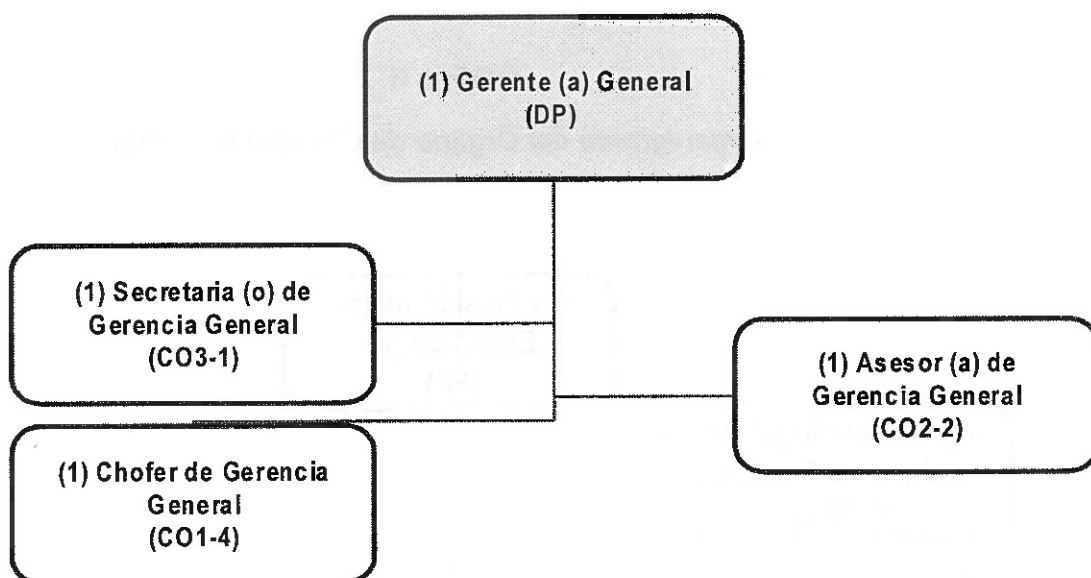 (1) Gerente (a) General
(DP)
(1) Secretaria (o) de
Gerencia General
(CO3-1)
(1) Asesor (a) de
Gerencia General
(CO2-2)
(1) Chofer de Gerencia
General
(CO1-4)